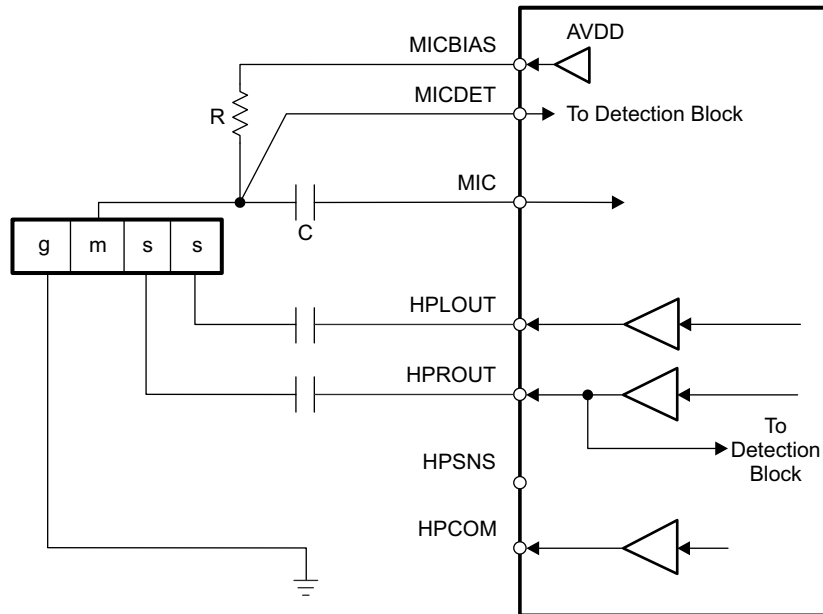 MICBIAS
AVDD
MICDET
To Detection Block
R
MIC
C
g m s s
HPLOUT
HPROUT
To
Detection
Block
HPSNS
HPCOM